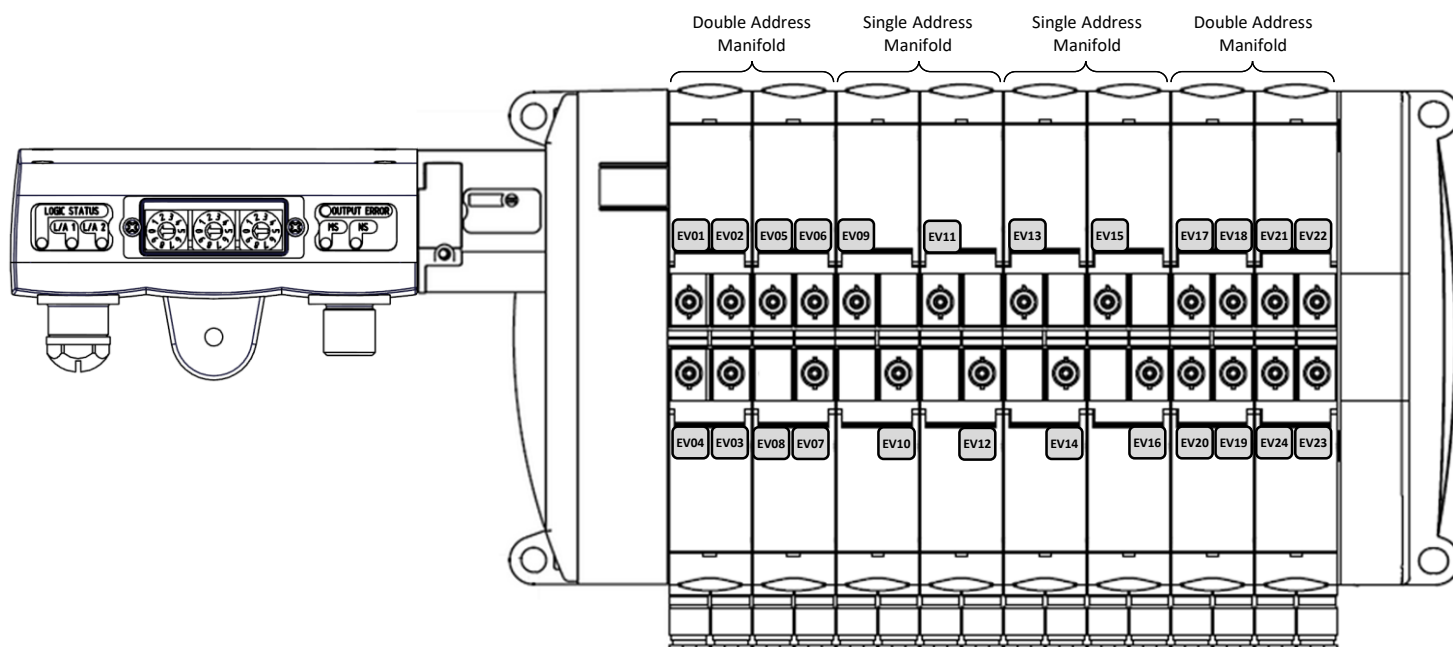 Double Address
Manifold
Single Address
Manifold
Single Address
Manifold
Double Address
Manifold
LOGIC STATUS
L/A 1 L/A 2
OUTPUT ERROR
MS NS
EV01 EV02 EV05 EV06 EV09 EV11 EV13 EV15 EV17 EV18 EV21 EV22
EV04 EV03 EV08 EV07 EV10 EV12 EV14 EV16 EV20 EV19 EV24 EV23